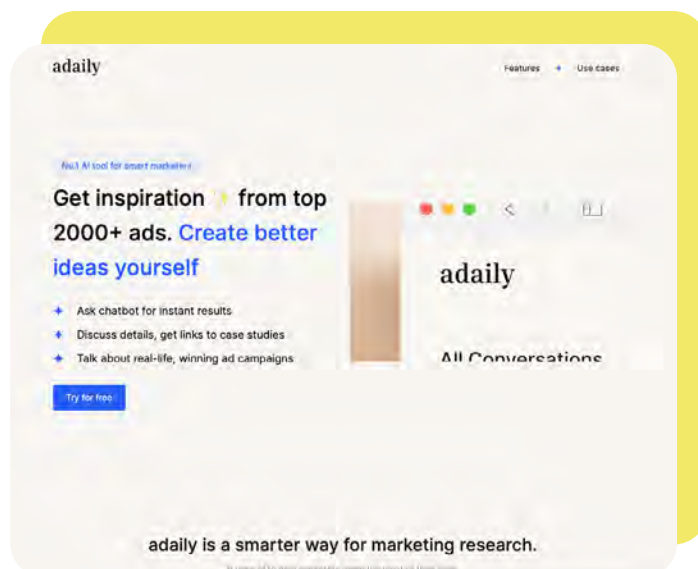 adaily
Features
Use cases
No.1 AI tool for smart marketers
Get inspiration ✨ from top
2000+ ads. Create better
ideas yourself
Ask chatbot for instant results
Discuss details, get links to case studies
Talk about real-life, winning ad campaigns
Try for free
adaily
All Conversations
adaily is a smarter way for marketing research.